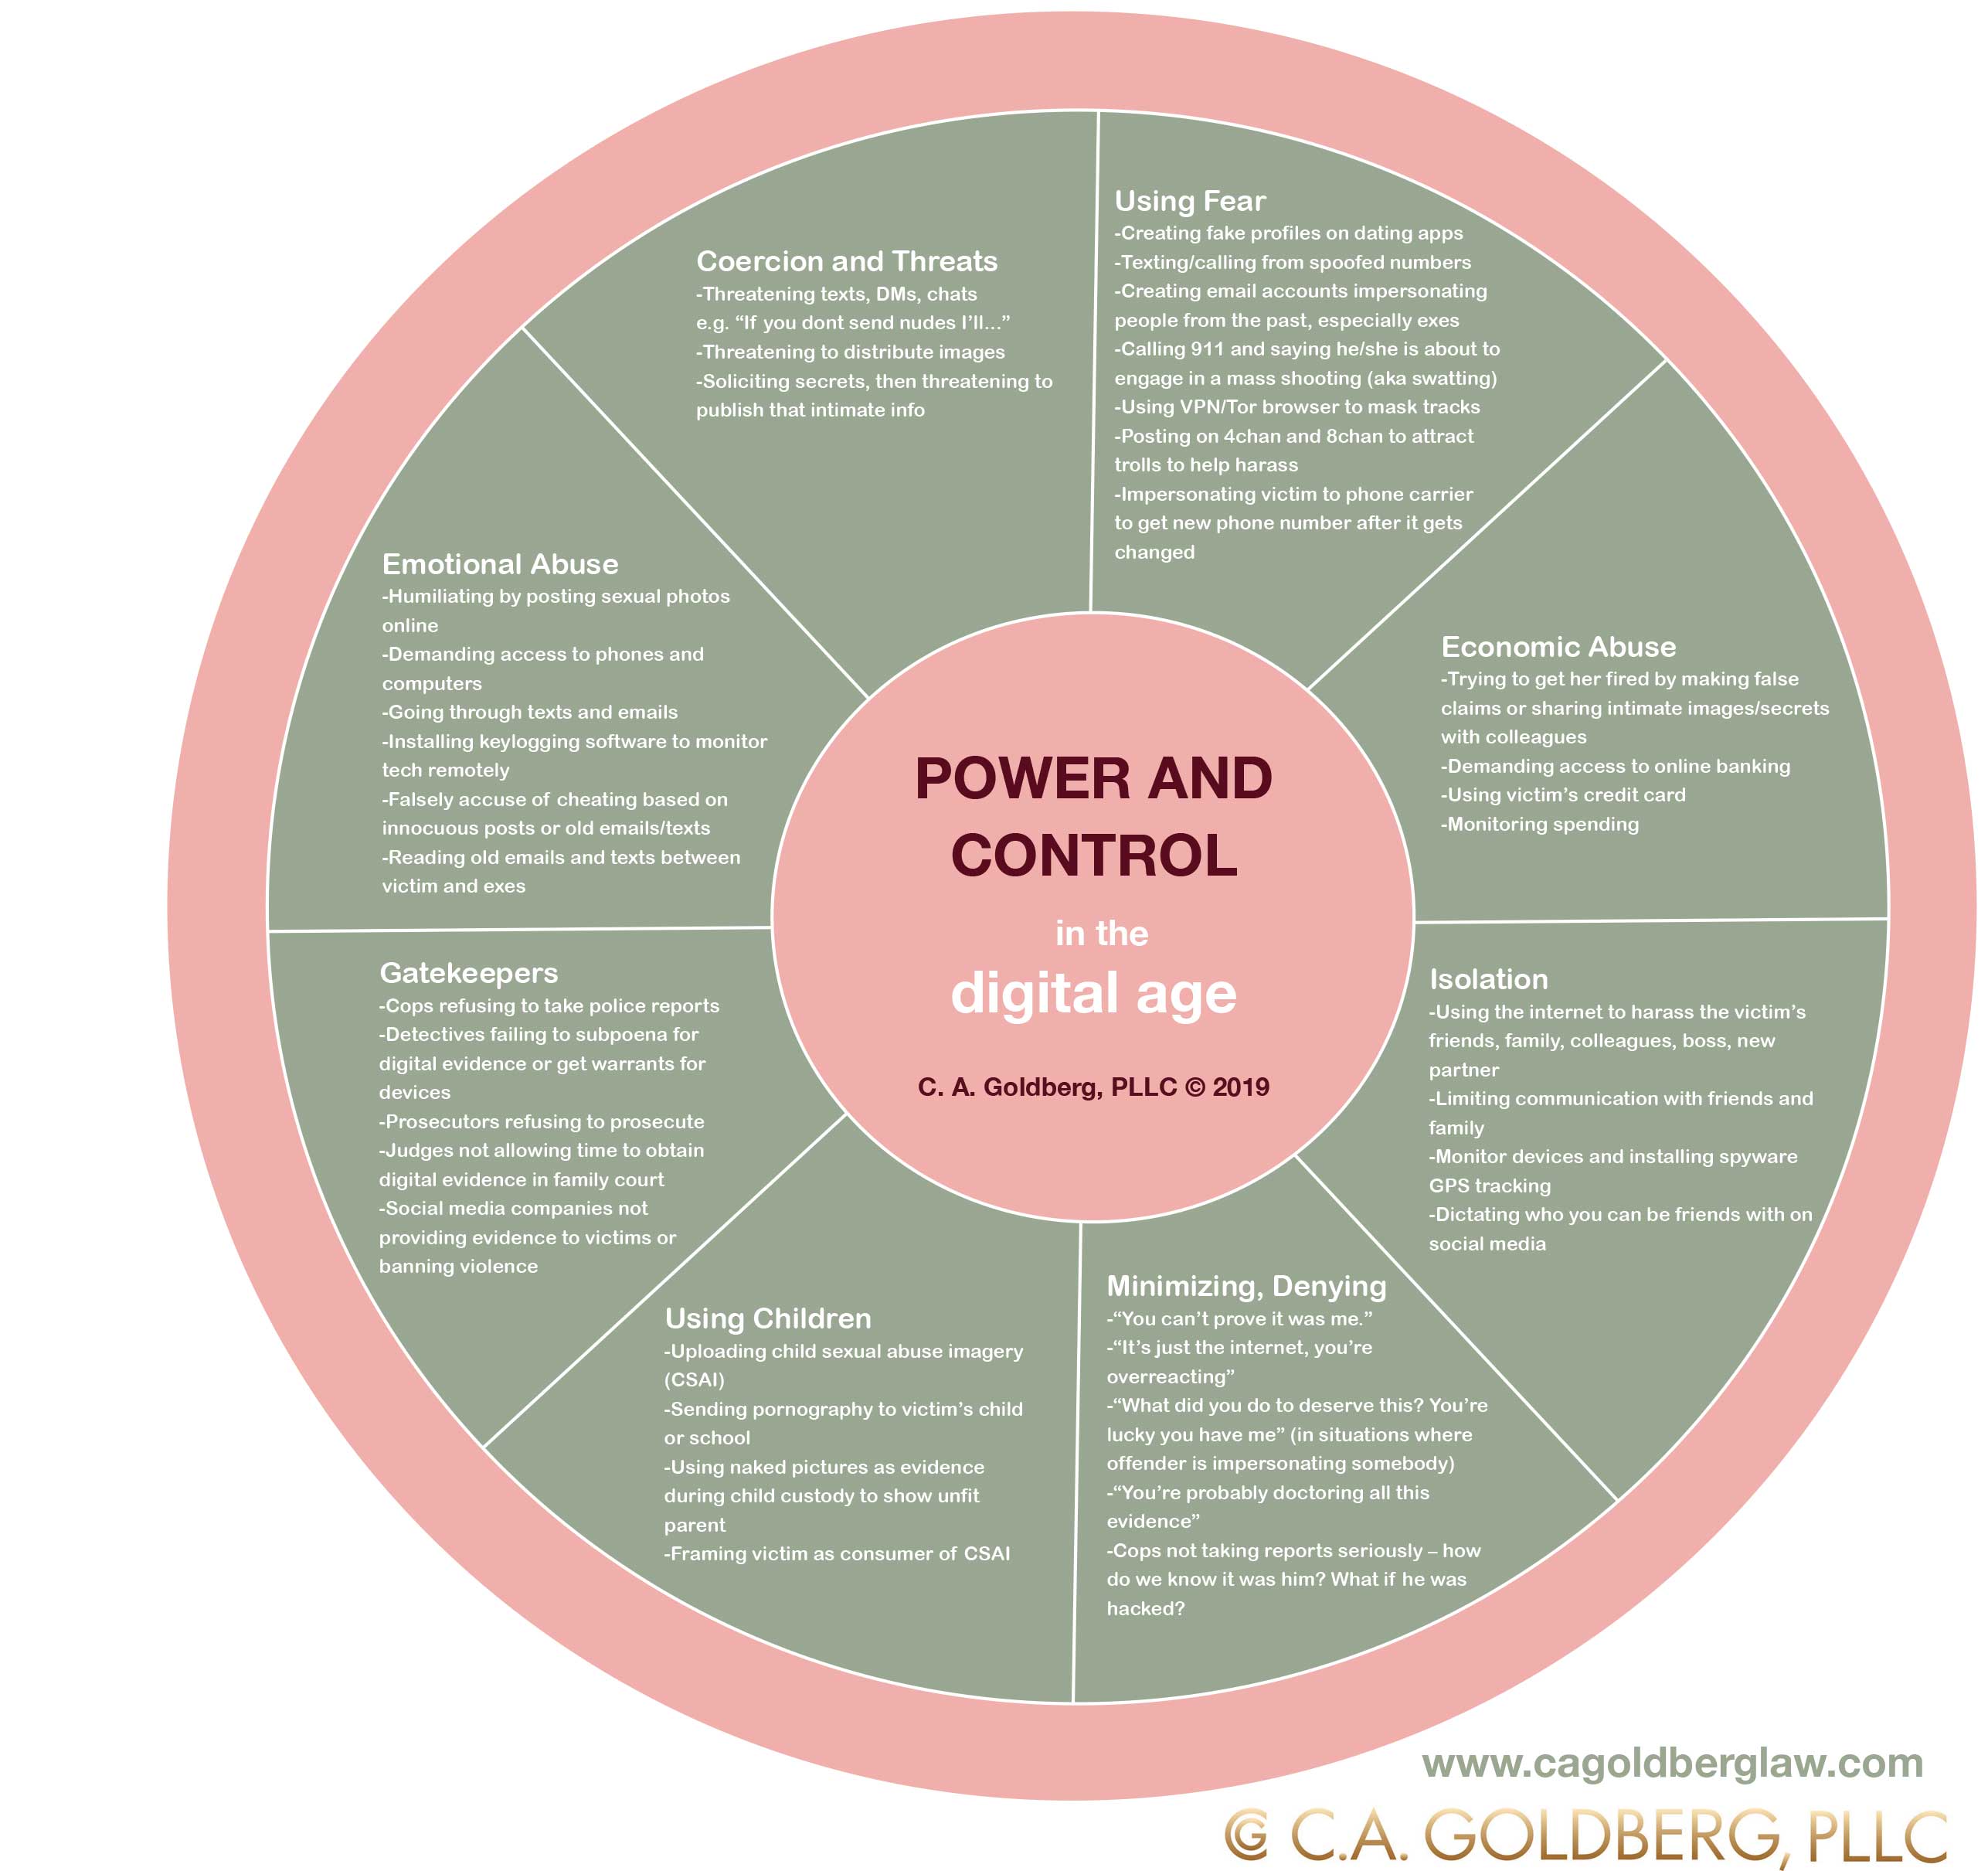 Using Fear
-Creating fake profiles on dating apps
-Texting/calling from spoofed numbers
-Creating email accounts impersonating
people from the past, especially exes
-Calling 911 and saying he/she is about to
engage in a mass shooting (aka swatting)
-Using VPN/Tor browser to mask tracks
-Posting on 4chan and 8chan to attract
trolls to help harass
-Impersonating victim to phone carrier
to get new phone number after it gets
changed
Economic Abuse
-Trying to get her fired by making false
claims or sharing intimate images/secrets
with colleagues
-Demanding access to online banking
-Using victim’s credit card
-Monitoring spending
Isolation
-Using the internet to harass the victim’s
friends, family, colleagues, boss, new
partner
-Limiting communication with friends and
family
-Monitor devices and installing spyware
GPS tracking
-Dictating who you can be friends with on
social media
Minimizing, Denying
-“You can’t prove it was me.”
-“It’s just the internet, you’re
overreacting”
-“What did you do to deserve this? You’re
lucky you have me” (in situations where
offender is impersonating somebody)
-“You’re probably doctoring all this
evidence”
-Cops not taking reports seriously – how
do we know it was him? What if he was
hacked?
Using Children
-Uploading child sexual abuse imagery
(CSAI)
-Sending pornography to victim’s child
or school
-Using naked pictures as evidence
during child custody to show unfit
parent
-Framing victim as consumer of CSAI
Gatekeepers
-Cops refusing to take police reports
-Detectives failing to subpoena for
digital evidence or get warrants for
devices
-Prosecutors refusing to prosecute
-Judges not allowing time to obtain
digital evidence in family court
-Social media companies not
providing evidence to victims or
banning violence
Emotional Abuse
-Humiliating by posting sexual photos
online
-Demanding access to phones and
computers
-Going through texts and emails
-Installing keylogging software to monitor
tech remotely
-Falsely accuse of cheating based on
innocuous posts or old emails/texts
-Reading old emails and texts between
victim and exes
Coercion and Threats
-Threatening texts, DMs, chats
e.g. “If you dont send nudes I’ll...”
-Threatening to distribute images
-Soliciting secrets, then threatening to
publish that intimate info
POWER AND
CONTROL
in the
digital age
C. A. Goldberg, PLLC © 2019
www.cagoldberglaw.com
C.A. GOLDBERG, PLLC